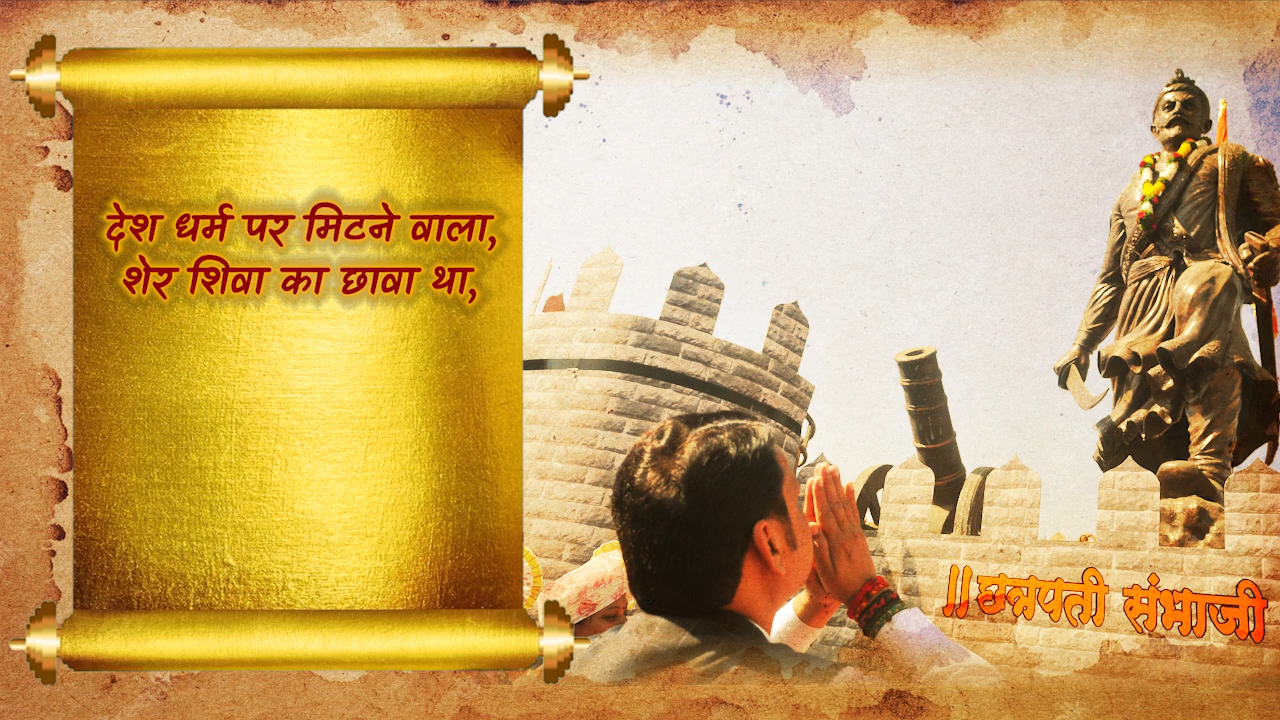 देश धर्म पर मिटने वाला,
शेर शिवा का छावा था,
॥ छत्रपती संभाजी